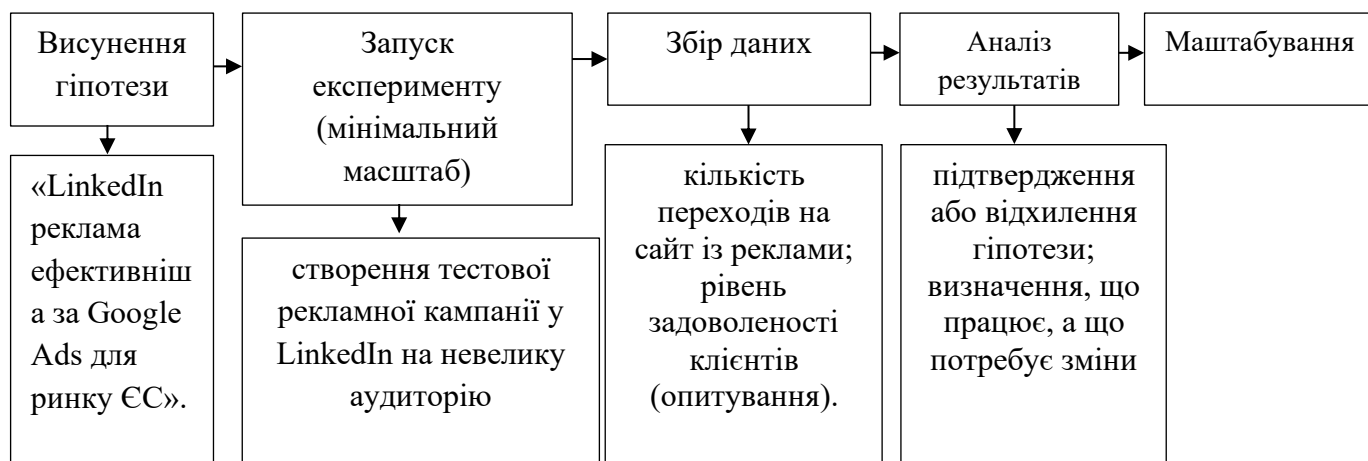 Висунення
гіпотези
Запуск
експерименту
(мінімальний
масштаб)
Збір даних
Аналіз
результатів
Маштабування
«LinkedIn
реклама
ефективніш
а за Google
Ads для
ринку ЄС».
створення тестової
рекламної кампанії у
LinkedIn на невелику
аудиторію
кількість
переходів на
сайт із реклами;
рівень
задоволеності
клієнтів
(опитування).
підтвердження
або відхилення
гіпотези;
визначення, що
працює, а що
потребує зміни